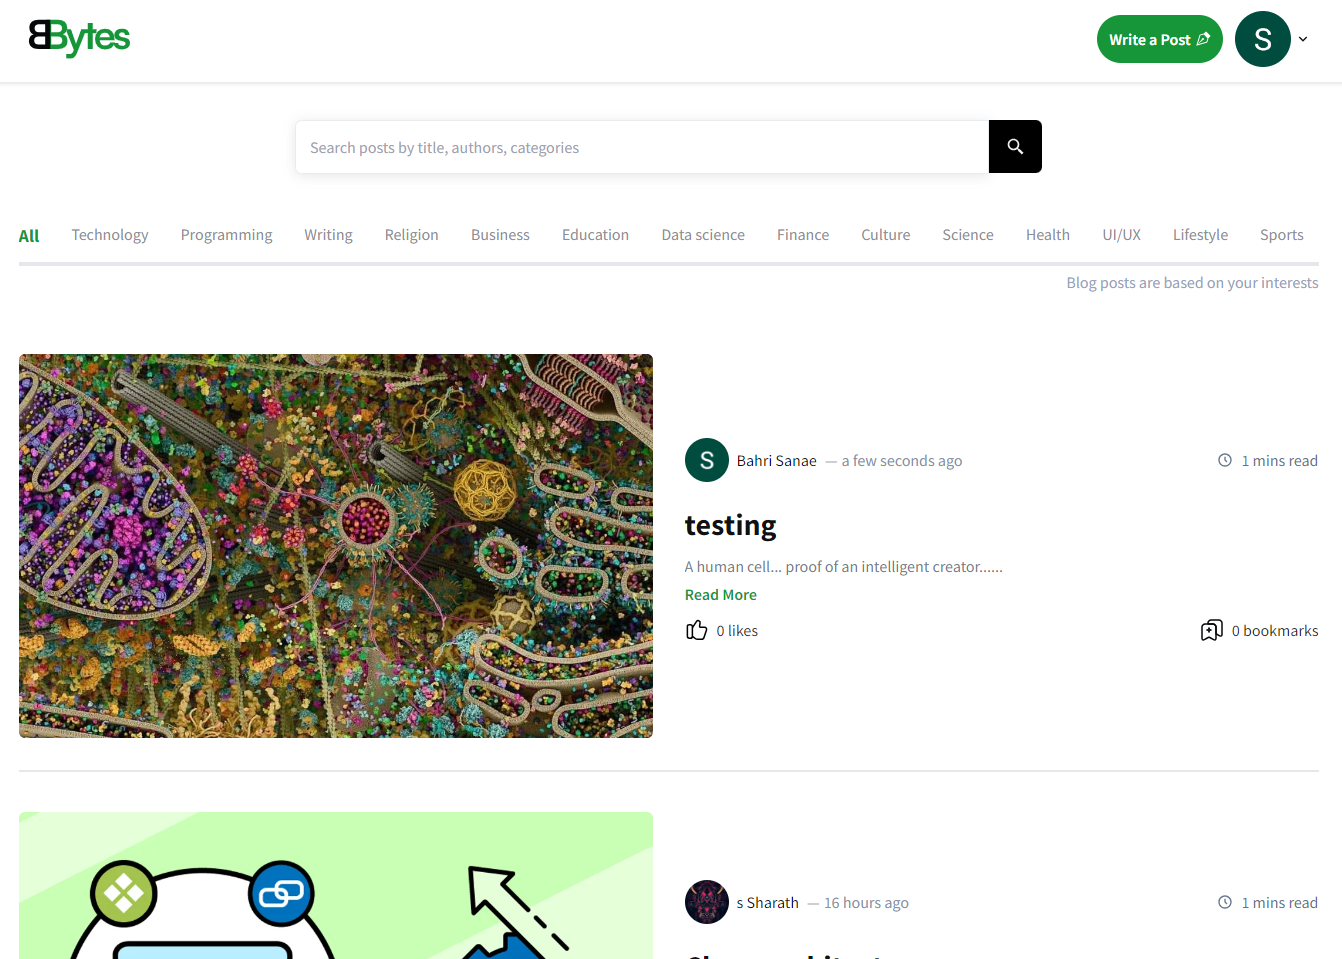 BBytes
Write a Post
S
Search posts by title, authors, categories
All Technology Programming Writing Religion Business Education Data science Finance Culture Science Health UI/UX Lifestyle Sports
Blog posts are based on your interests
S Bahri Sanae — a few seconds ago 1 mins read
testing
A human cell... proof of an intelligent creator......
Read More
0 likes 0 bookmarks
s Sharath — 16 hours ago 1 mins read